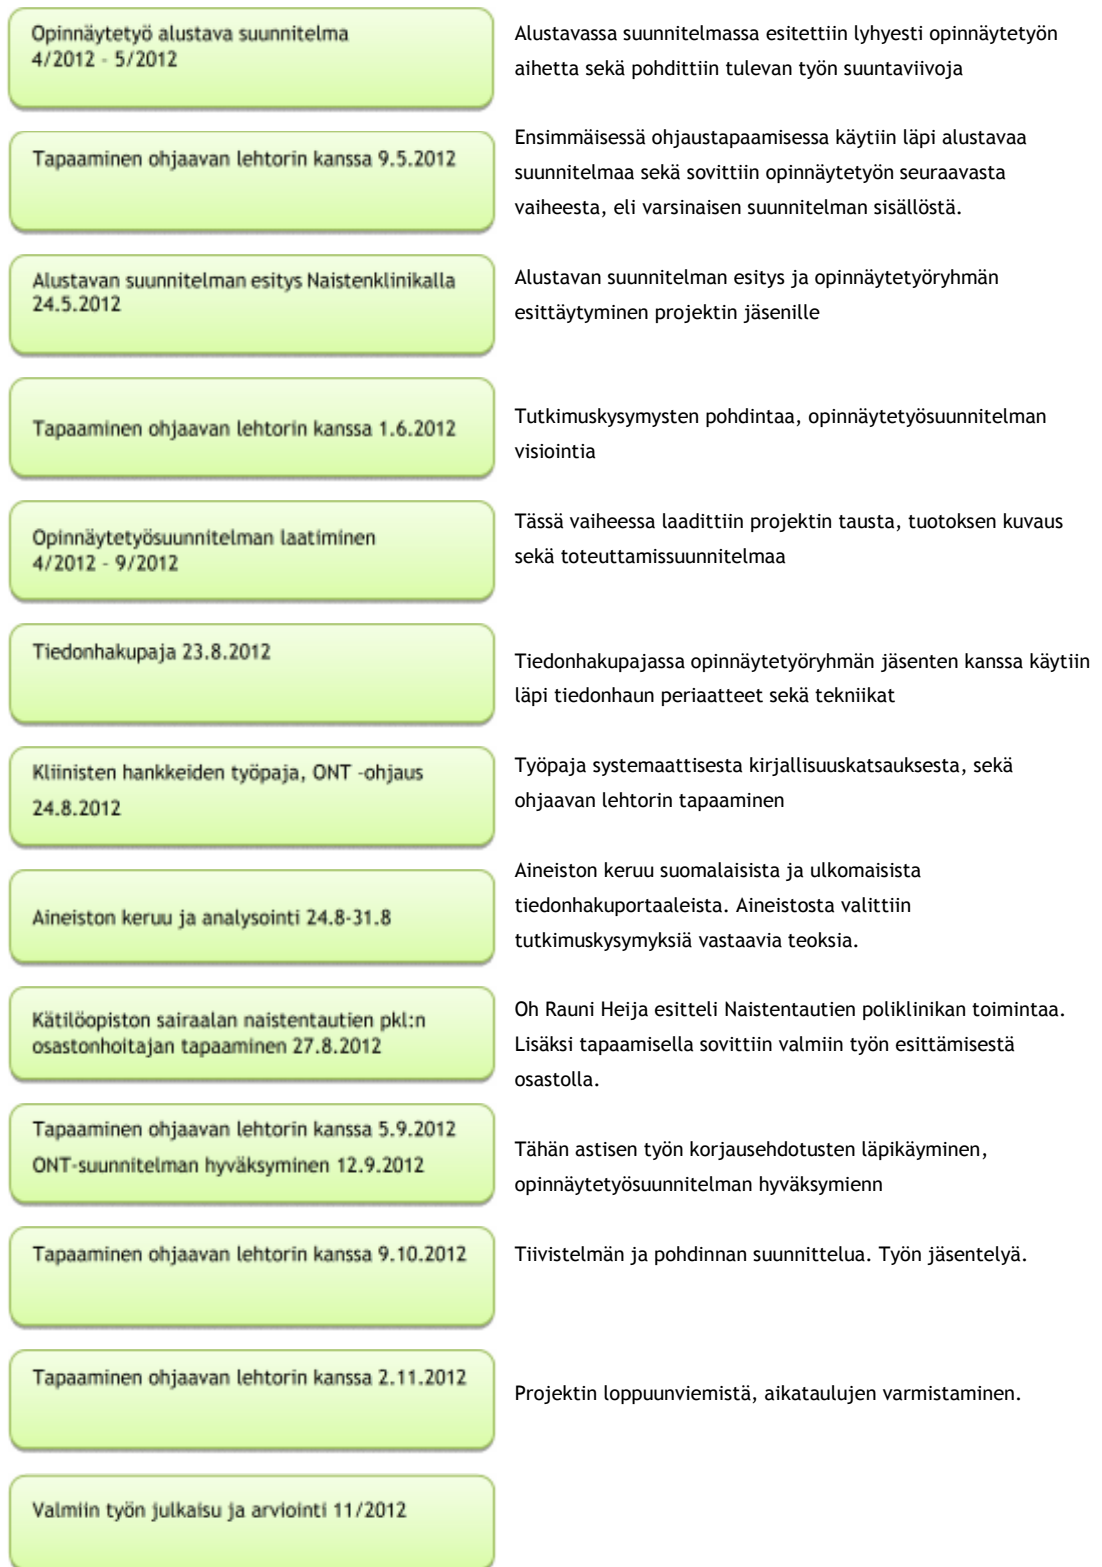 Opinnäytetyö alustava suunnitelma
4/2012 – 5/2012
Alustavassa suunnitelmassa esitettiin lyhyesti opinnäytetyön
aihetta sekä pohdittiin tulevan työn suuntaviivoja
Tapaaminen ohjaavan lehtorin kanssa 9.5.2012
Ensimmäisessä ohjaustapaamisessa käytiin läpi alustavaa
suunnitelmaa sekä sovittiin opinnäytetyön seuraavasta
vaiheesta, eli varsinaisen suunnitelman sisällöstä.
Alustavan suunnitelman esitys Naistenklinikalla
24.5.2012
Alustavan suunnitelman esitys ja opinnäytetyöryhmän
esittäytyminen projektin jäsenille
Tapaaminen ohjaavan lehtorin kanssa 1.6.2012
Tutkimuskysymysten pohdintaa, opinnäytetyösuunnitelman
visiointia
Opinnäytetyösuunnitelman laatiminen
4/2012 – 9/2012
Tässä vaiheessa laadittiin projektin tausta, tuotoksen kuvaus
sekä toteuttamissuunnitelmaa
Tiedonhakupaja 23.8.2012
Tiedonhakupajassa opinnäytetyöryhmän jäsenten kanssa käytiin
läpi tiedonhaun periaatteet sekä tekniikat
Kliinisten hankkeiden työpaja, ONT –ohjaus
24.8.2012
Työpaja systemaattisesta kirjallisuuskatsauksesta, sekä
ohjaavan lehtorin tapaaminen
Aineiston keruu ja analysointi 24.8-31.8
Aineiston keruu suomalaisista ja ulkomaisista
tiedonhakuportaaleista. Aineistosta valittiin
tutkimuskysymyksiä vastaavia teoksia.
Kätilöopiston sairaalan naistentautien pkl:n
osastonhoitajan tapaaminen 27.8.2012
Oh Rauni Heija esitteli Naistentautien poliklinikan toimintaa.
Lisäksi tapaamisella sovittiin valmiin työn esittämisestä
osastolla.
Tapaaminen ohjaavan lehtorin kanssa 5.9.2012
ONT-suunnitelman hyväksyminen 12.9.2012
Tähän astisen työn korjausehdotusten läpikäyminen,
opinnäytetyösuunnitelman hyväksymienn
Tapaaminen ohjaavan lehtorin kanssa 9.10.2012
Tiivistelmän ja pohdinnan suunnittelua. Työn jäsentelyä.
Tapaaminen ohjaavan lehtorin kanssa 2.11.2012
Projektin loppuunviemistä, aikataulujen varmistaminen.
Valmiin työn julkaisu ja arviointi 11/2012